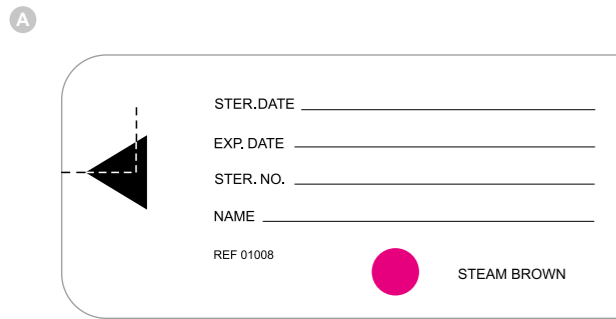 A
STER.DATE
EXP. DATE
STER. NO.
NAME
REF 01008
STEAM BROWN